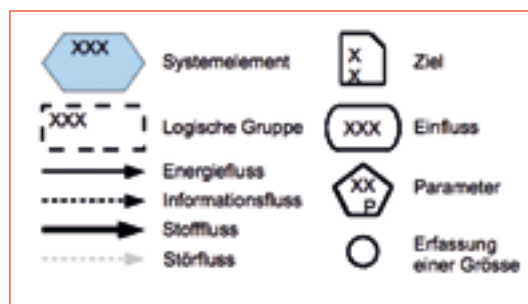 XXX
Systemelement
XXX
Logische Gruppe
Energiefluss
Informationsfluss
Stofffluss
Störfluss
X
X
Ziel
XXX
Einfluss
XX
P
Parameter
Erfassung
einer Grösse